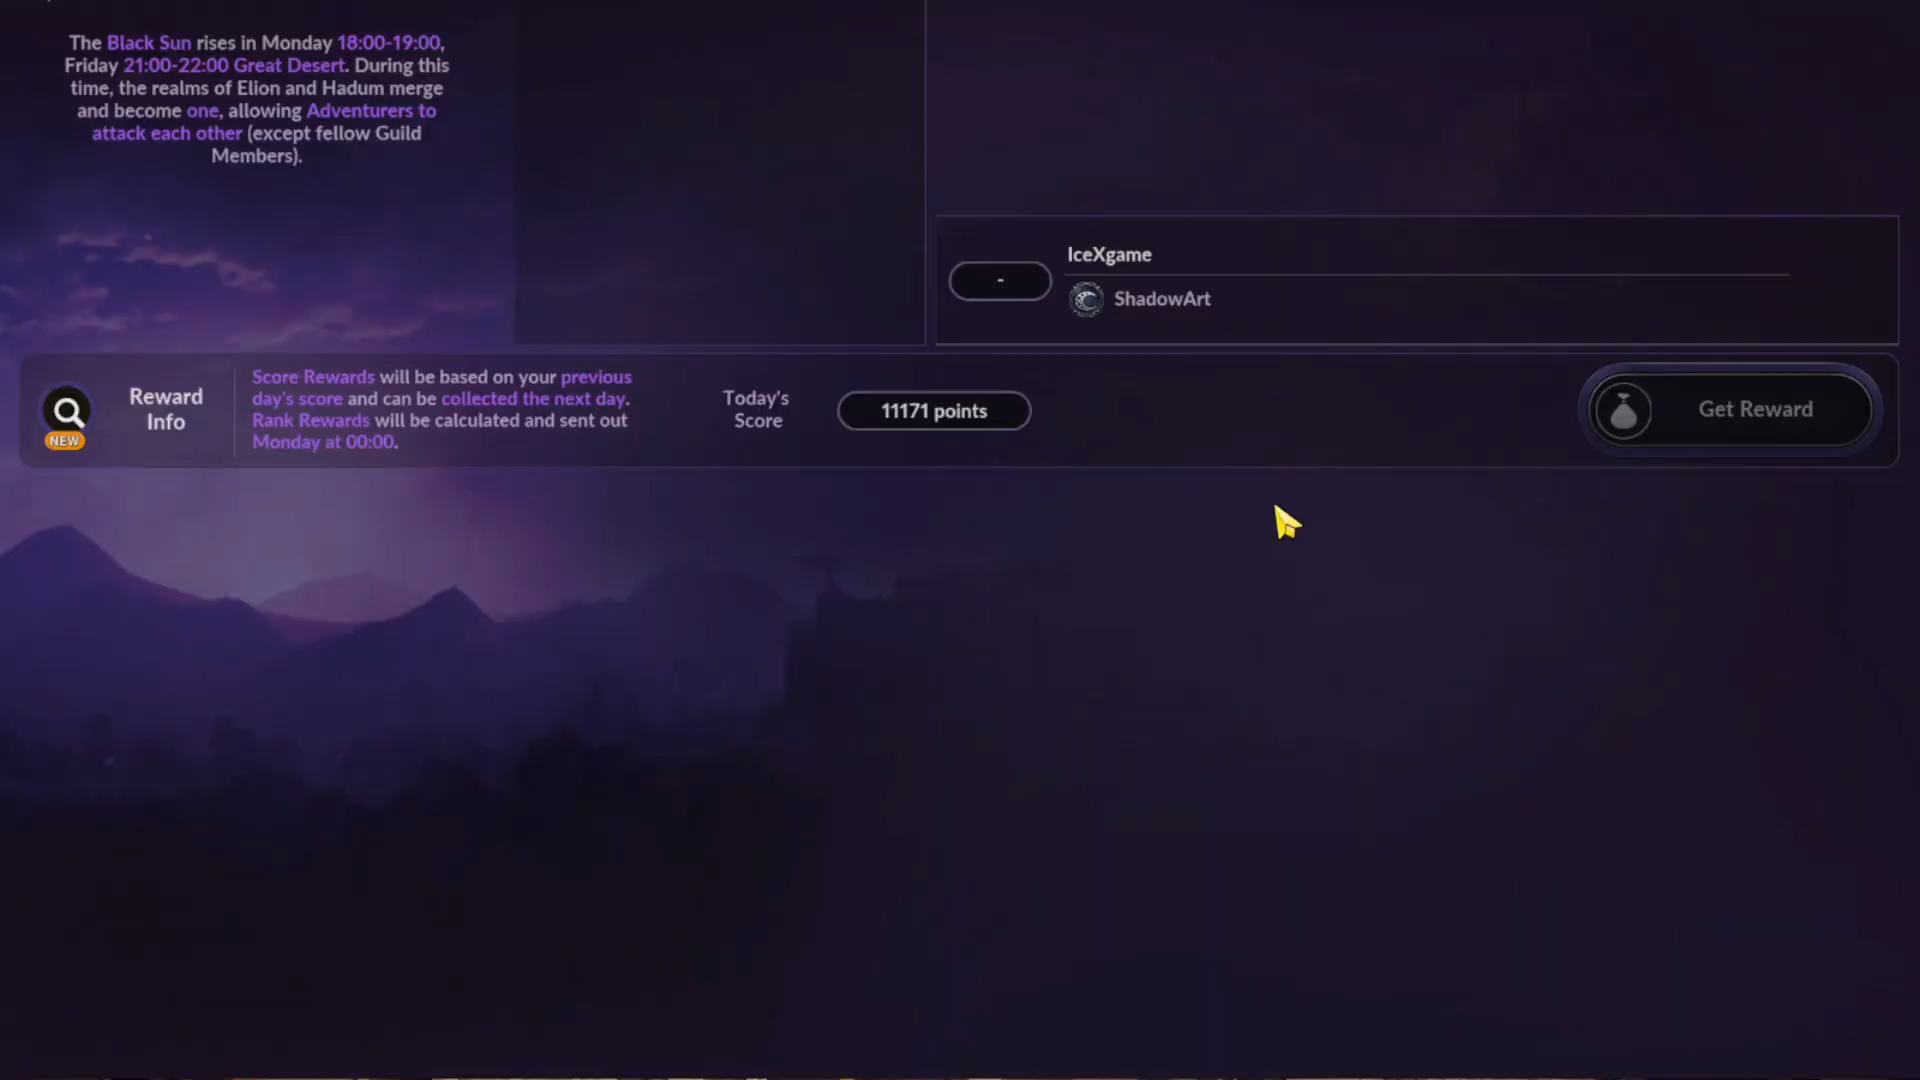 The Black Sun rises in Monday 18:00-19:00,
Friday 21:00-22:00 Great Desert. During this
time, the realms of Elion and Hadum merge
and become one, allowing Adventurers to
attack each other (except fellow Guild
Members).
-
IceXgame
ShadowArt
NEW
Reward
Info
Score Rewards will be based on your previous
day's score and can be collected the next day.
Rank Rewards will be calculated and sent out
Monday at 00:00.
Today's
Score
11171 points
Get Reward